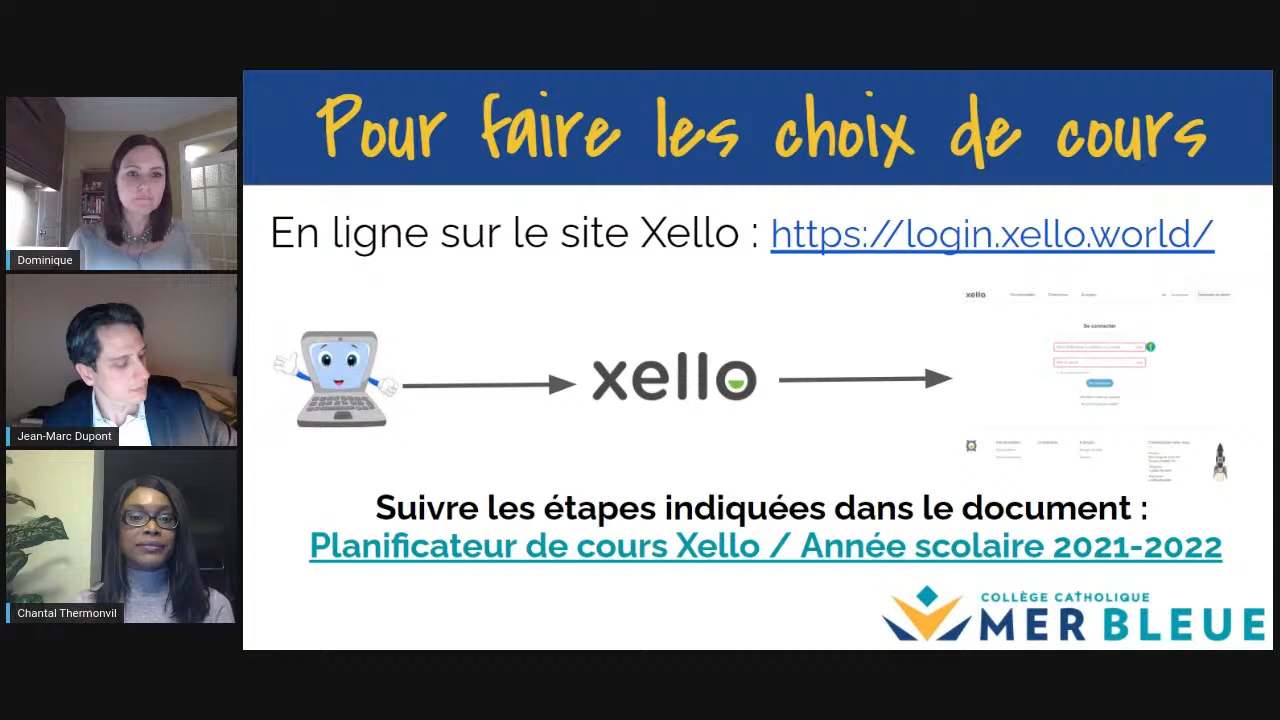 Pour faire les choix de cours
En ligne sur le site Xello : https://login.xello.world/
Dominique
xello
xello
Se connecter
Jean-Marc Dupont
Suivre les étapes indiquées dans le document :
Planificateur de cours Xello / Année scolaire 2021-2022
Chantal Thermonvil
COLLÈGE CATHOLIQUE
MER BLEUE